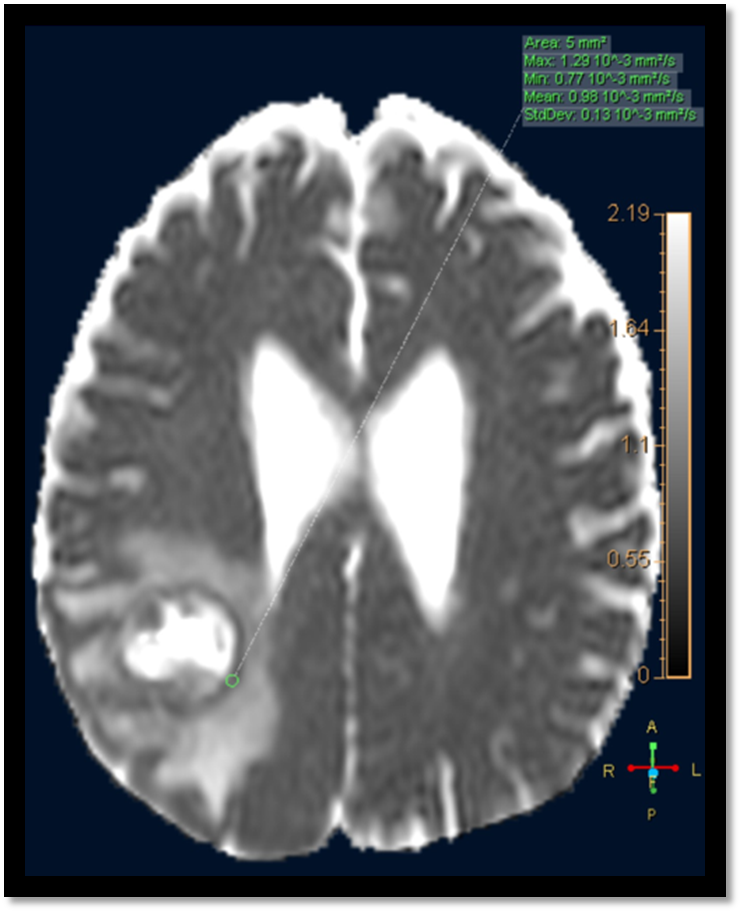 Area: 5 mm²
Max: 1.29 10^-3 mm²/s
Min: 0.77 10^-3 mm²/s
Mean: 0.98 10^-3 mm²/s
StdDev: 0.13 10^-3 mm²/s
2.19
1.64
1.1
0.55
0
A
R L
P